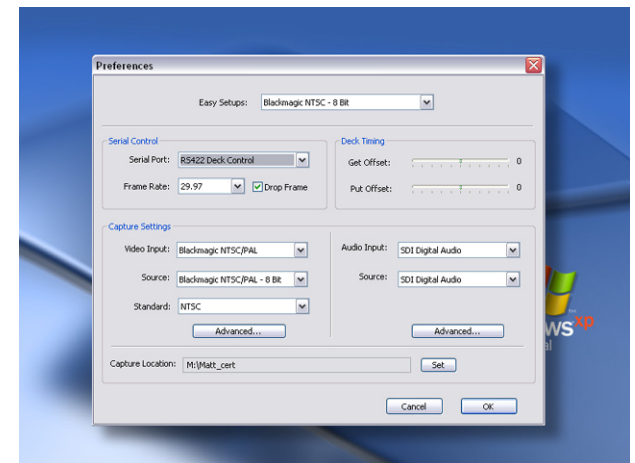 Preferences
Easy Setups: Blackmagic NTSC - 8 Bit
Serial Control
Serial Port: RS422 Deck Control
Frame Rate: 29.97 Drop Frame
Deck Timing
Get Offset: 0
Put Offset: 0
Capture Settings
Video Input: Blackmagic NTSC/PAL
Source: Blackmagic NTSC/PAL - 8 Bit
Standard: NTSC
Advanced...
Audio Input: SDI Digital Audio
Source: SDI Digital Audio
Advanced...
Capture Location: M:\Matt_cert
Set
Cancel OK
ws xp
al